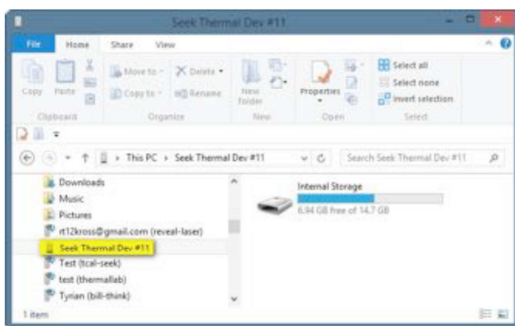 Seek Thermal Dev #11
File Home Share View
Copy Paste Move to Copy to Delete Rename New folder Properties Select all Select none Invert selection
Clipboard Organize New Open Select
This PC Seek Thermal Dev #11 Search Seek Thermal Dev #11
Downloads
Music
Pictures
rt12kross@gmail.com (reveal-laser)
Seek Thermal Dev #11
Test (tcal-seek)
test (thermallab)
Tyrian (bill-think)
Internal Storage
6.94 GB free of 14.7 GB
1 item